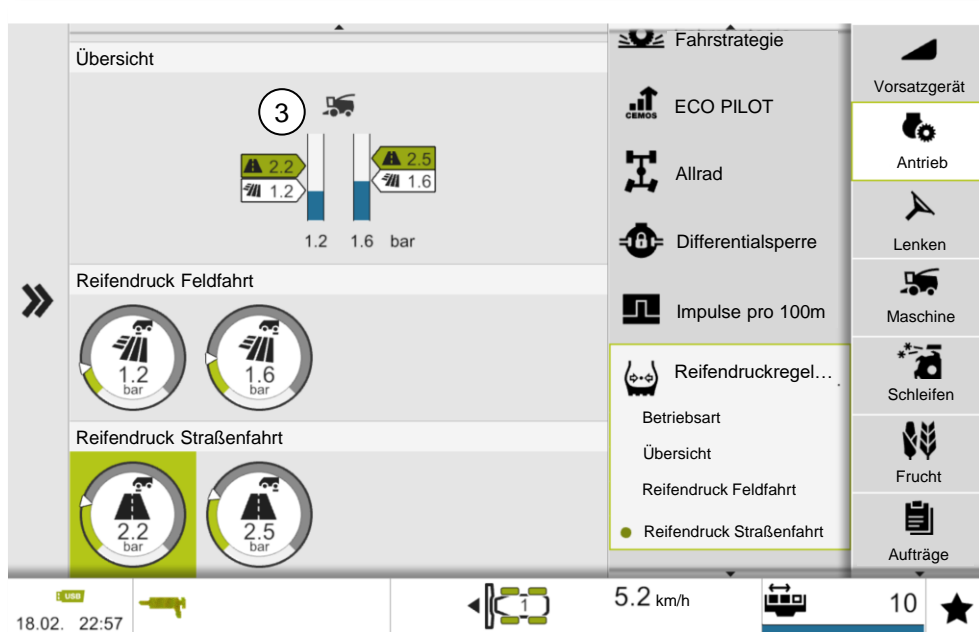 Übersicht
3
2.2
1.2
2.5
1.6
1.2 1.6 bar
Reifendruck Feldfahrt
1.2
bar
1.6
bar
Reifendruck Straßenfahrt
2.2
bar
2.5
bar
Fahrstrategie
CEMOS
ECO PILOT
Allrad
Differentialsperre
Impulse pro 100m
Reifendruckregel…
Betriebsart
Übersicht
Reifendruck Feldfahrt
Reifendruck Straßenfahrt
Vorsatzgerät
Antrieb
Lenken
Maschine
Schleifen
Frucht
Aufträge
USB
18.02. 22:57
1
5.2 km/h
10